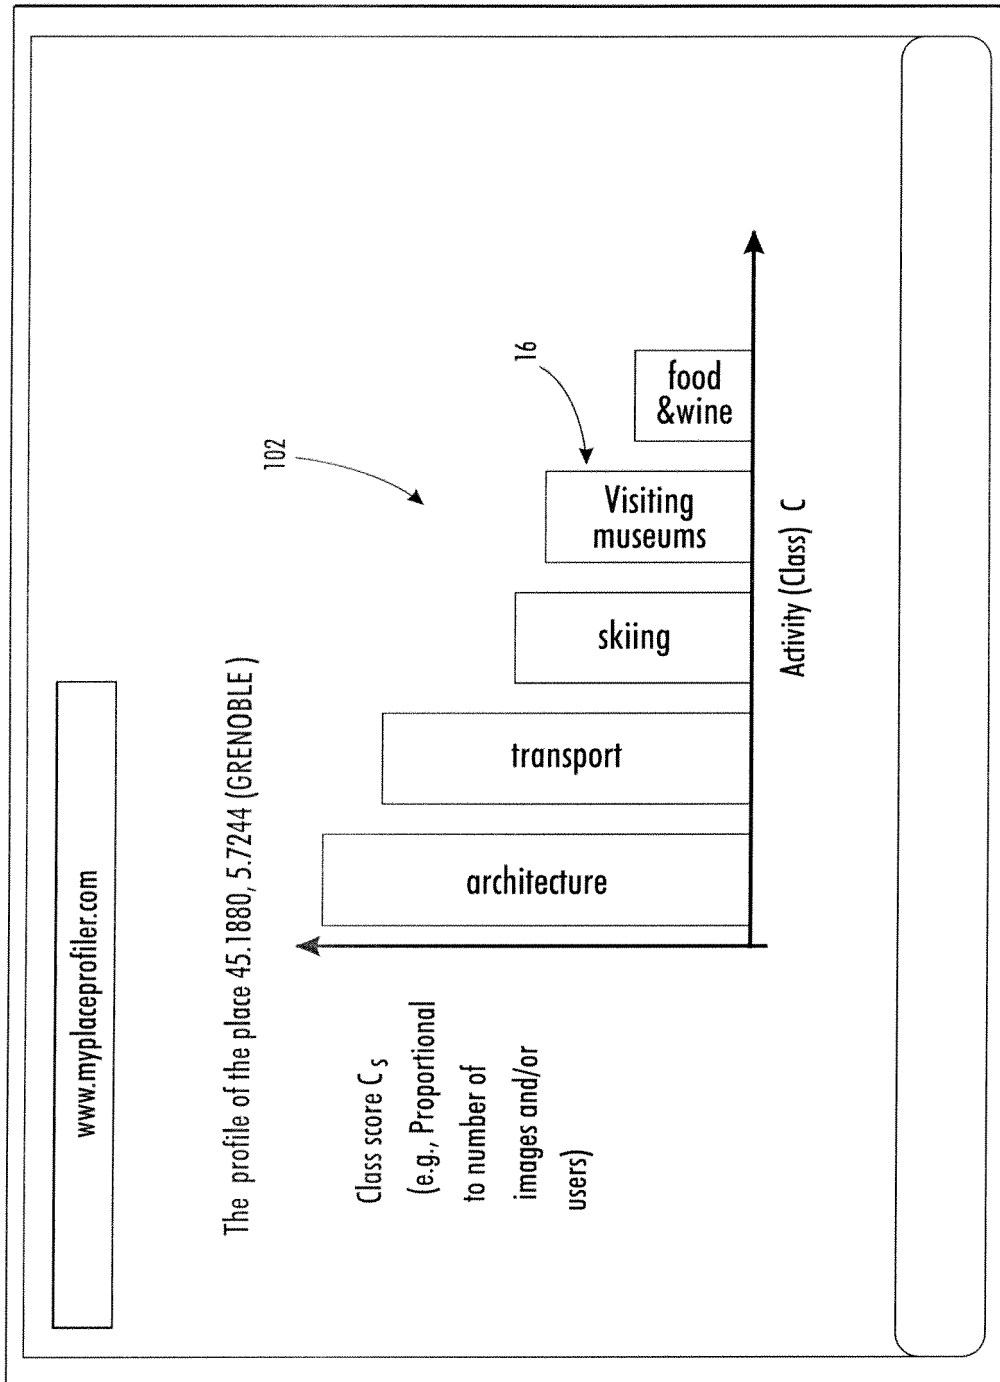 www.myplaceprofiler.com
The profile of the place 45.1880, 5.7244 (GRENOBLE )
Class score C s
(e.g., Proportional
to number of
images and/or
users)
102
16
architecture
transport
skiing
Visiting
museums
food
&wine
Activity (Class) C